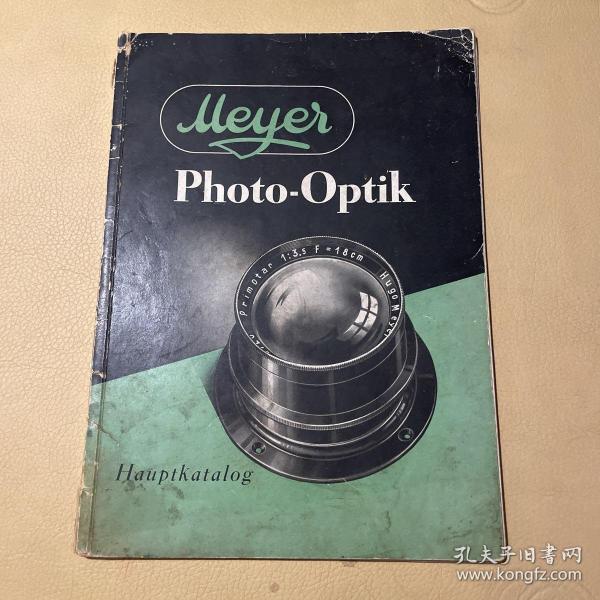 Meyer
Photo-Optik
Primotar 1:3,5 F=18cm Hugo Meyer
Hauptkatalog
孔夫子旧書网
www.kongfz.com